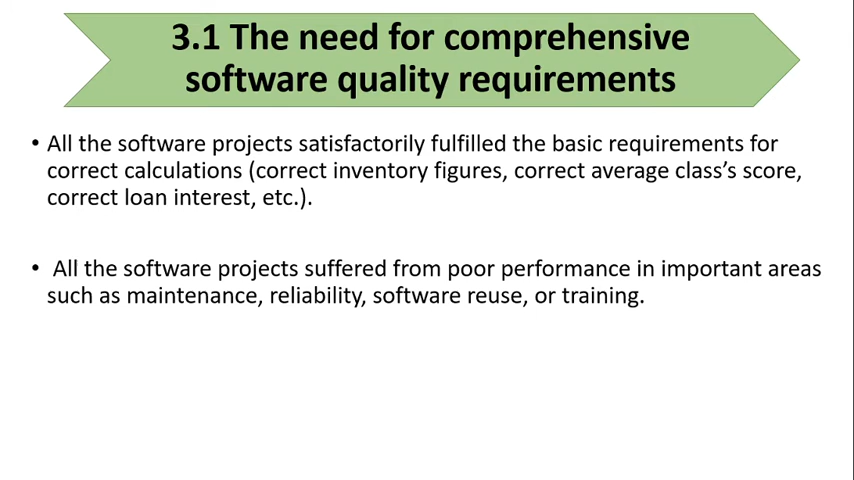 3.1 The need for comprehensive
software quality requirements
• All the software projects satisfactorily fulfilled the basic requirements for
correct calculations (correct inventory figures, correct average class’s score,
correct loan interest, etc.).
• All the software projects suffered from poor performance in important areas
such as maintenance, reliability, software reuse, or training.